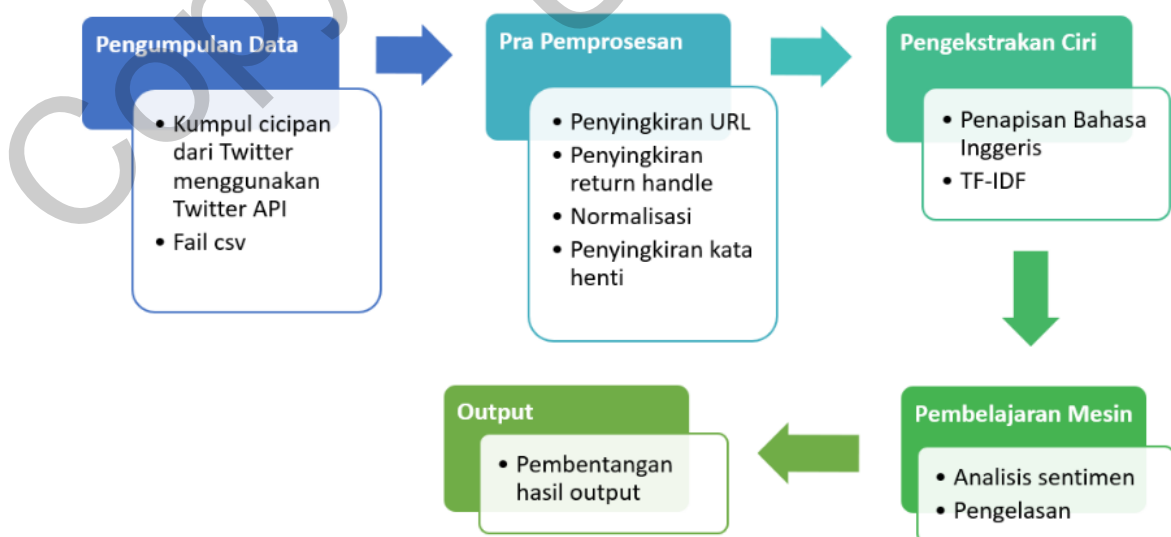 Pengumpulan Data
• Kumpul cicipan
dari Twitter
menggunakan
Twitter API
• Fail csv
Pra Pemprosesan
• Penyingkiran URL
• Penyingkiran
return handle
• Normalisasi
• Penyingkiran kata
henti
Pengekstrakan Ciri
• Penapisan Bahasa
Inggeris
• TF-IDF
Pembelajaran Mesin
• Analisis sentimen
• Pengelasan
Output
• Pembentangan
hasil output